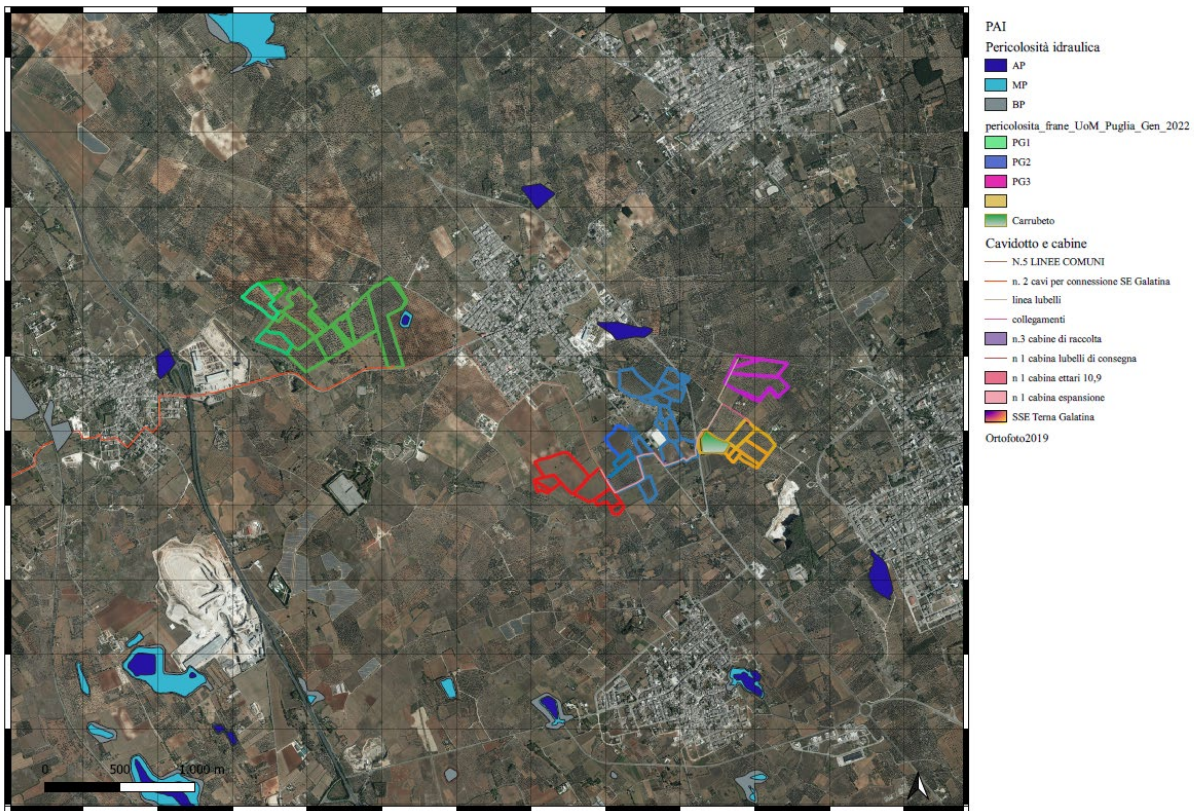 PAI
Pericolosità idraulica
AP
MP
BP
pericolosita_frane_UoM_Puglia_Gen_2022
PG1
PG2
PG3
Carrubeto
Cavidotto e cabine
N.5 LINEE COMUNI
n. 2 cavi per connessione SE Galatina
linea lubelli
collegamenti
n.3 cabine di raccolta
n 1 cabina lubelli di consegna
n 1 cabina ettari 10,9
n 1 cabina espansione
SSE Terna Galatina
Ortofoto2019
0 500 1.000 m